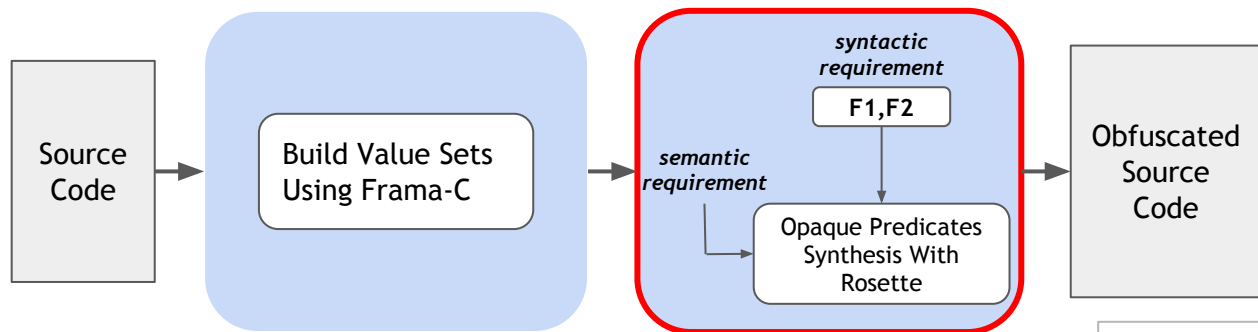 Source
Code
Build Value Sets
Using Frama-C
syntactic
requirement
F1,F2
semantic
requirement
Opaque Predicates
Synthesis With
Rosette
Obfuscated
Source
Code